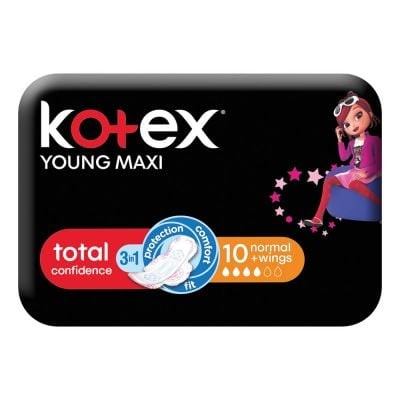 kotex®
YOUNG MAXI
total
confidence
3in1
protection
comfort
fit
10 normal
+wings